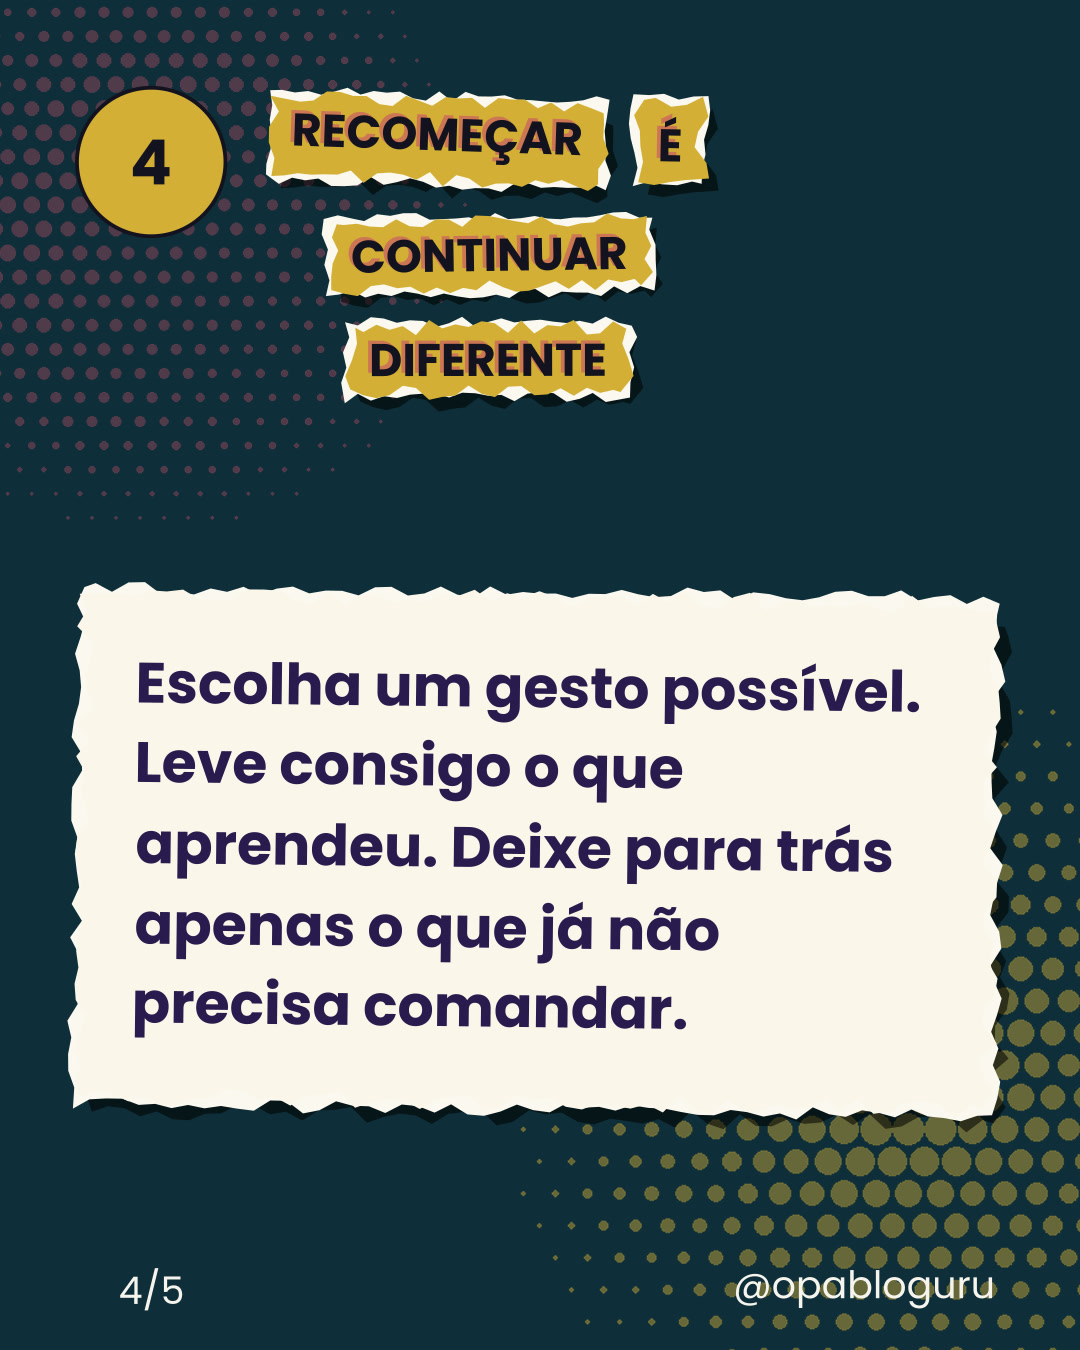 4
RECOMEÇAR É
CONTINUAR
DIFERENTE
Escolha um gesto possível.
Leve consigo o que
aprendeu. Deixe para trás
apenas o que já não
precisa comandar.
4/5
@opabloguru